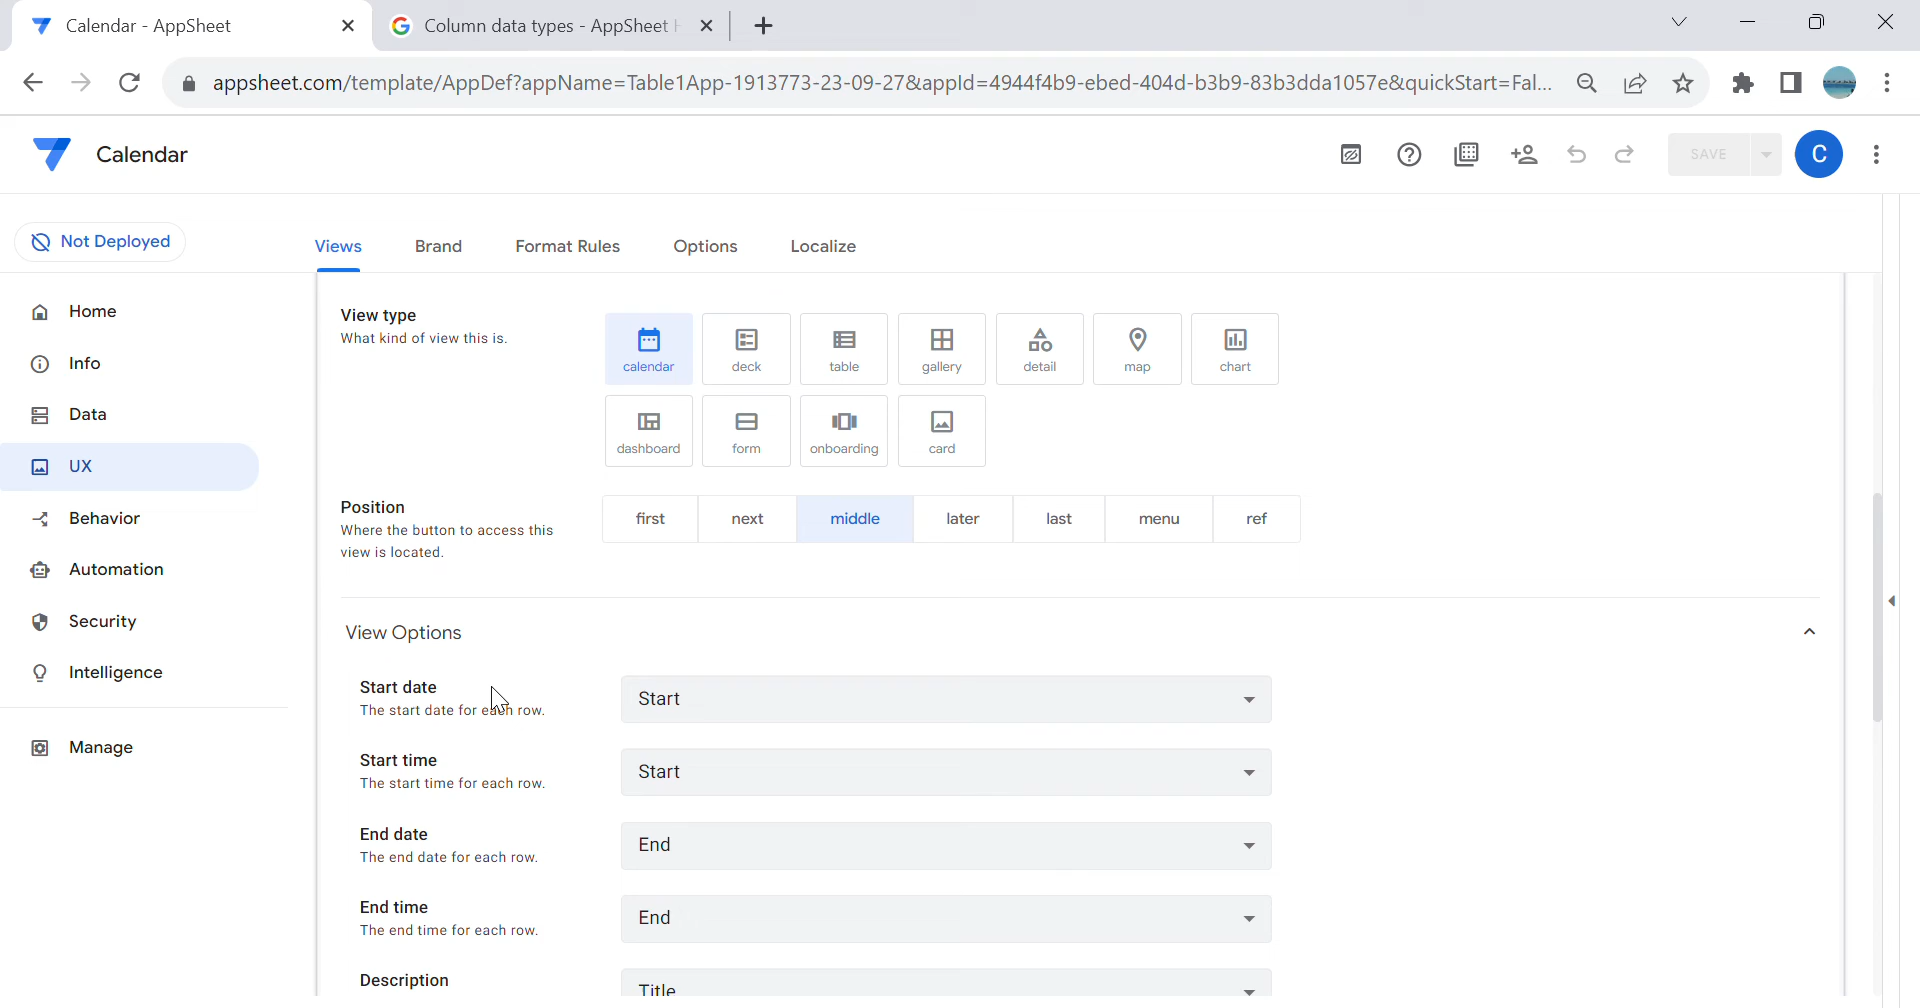 Calendar - AppSheet
Column data types - AppSheet
appsheet.com/template/AppDef?appName=Table1App-1913773-23-09-27&appId=4944f4b9-ebed-404d-b3b9-83b3dda1057e&quickStart=Fal...
Calendar
SAVE
C
Not Deployed
Views
Brand
Format Rules
Options
Localize
Home
Info
Data
UX
Behavior
Automation
Security
Intelligence
Manage
View type
What kind of view this is.
calendar
deck
table
gallery
detail
map
chart
dashboard
form
onboarding
card
Position
Where the button to access this
view is located.
first
next
middle
later
last
menu
ref
View Options
Start date
The start date for each row.
Start
Start time
The start time for each row.
Start
End date
The end date for each row.
End
End time
The end time for each row.
End
Description
Title